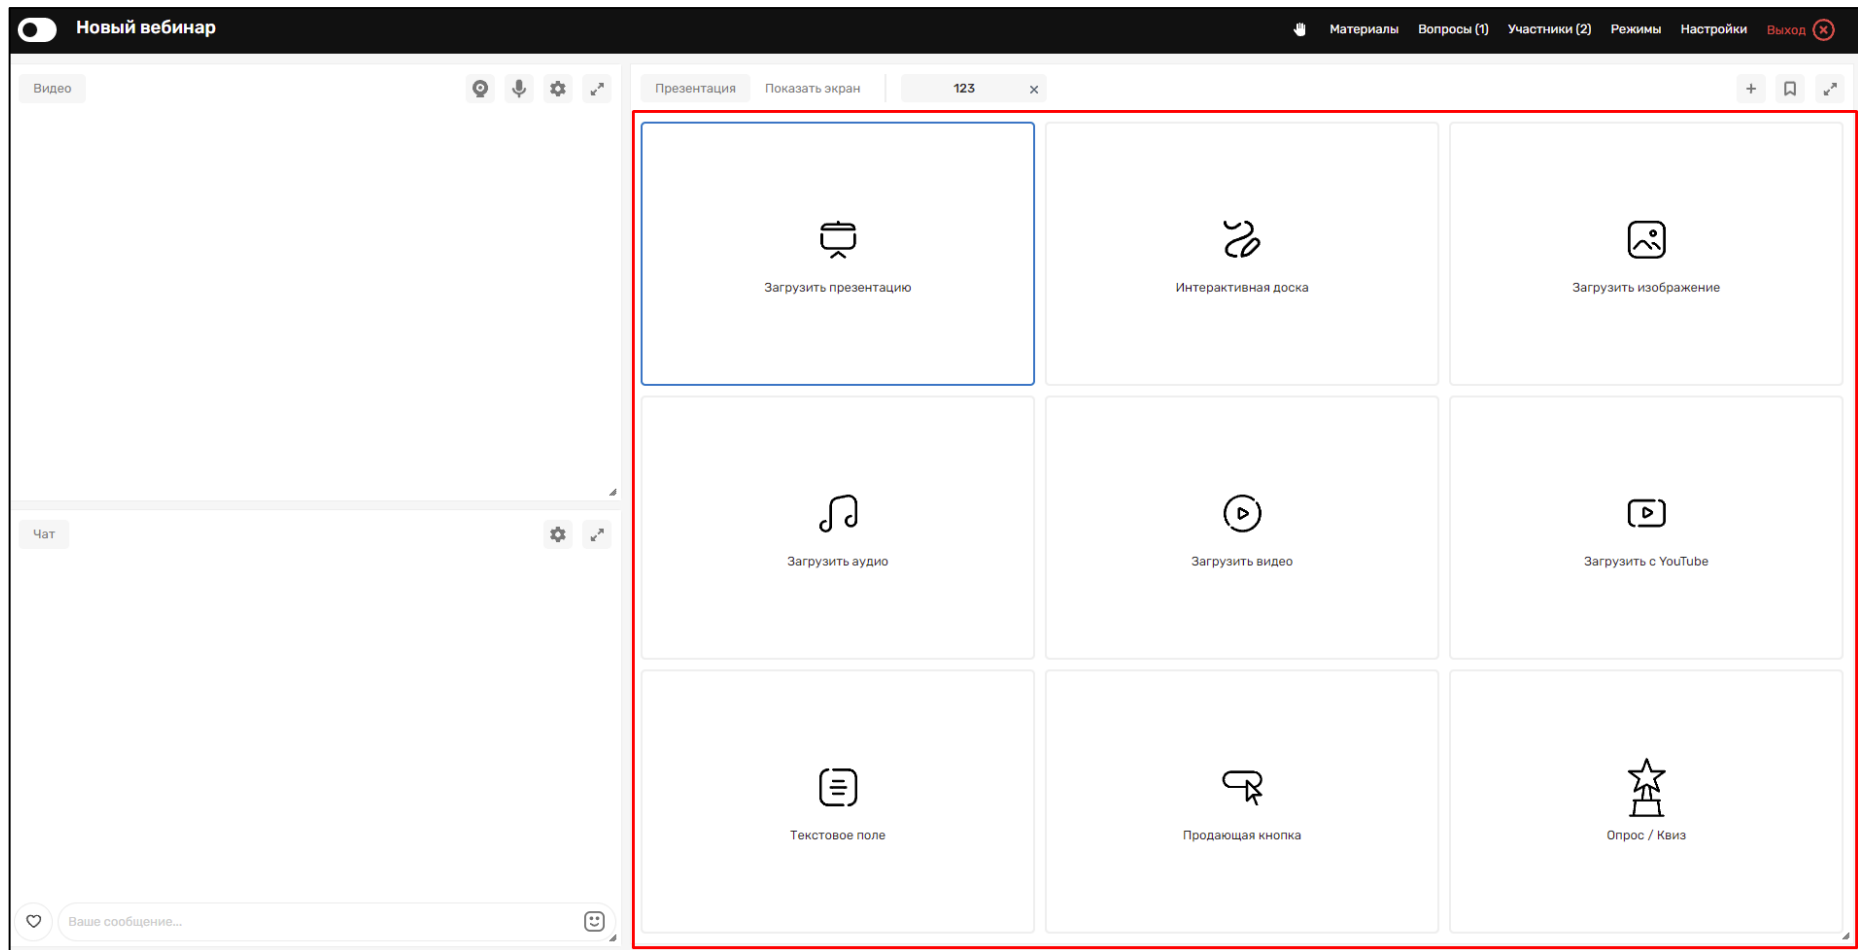 Новый вебинар
Материалы Вопросы (1) Участники (2) Режимы Настройки Выход
Видео
Презентация Показать экран 123
Загрузить презентацию Интерактивная доска Загрузить изображение
Загрузить аудио Загрузить видео Загрузить с YouTube
Чат
Текстовое поле Продающая кнопка Опрос / Квиз
Ваше сообщение...